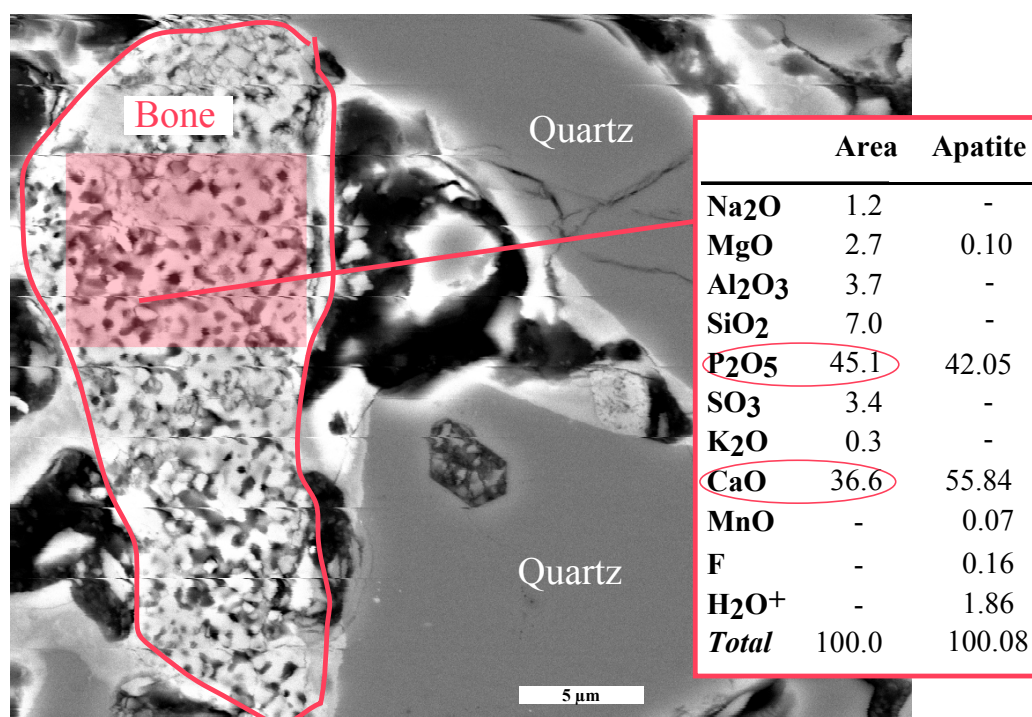 Bone
Quartz
Area Apatite
Na2O 1.2 -
MgO 2.7 0.10
Al2O3 3.7 -
SiO2 7.0 -
P2O5 45.1 42.05
SO3 3.4 -
K2O 0.3 -
CaO 36.6 55.84
MnO - 0.07
F - 0.16
H2O+ - 1.86
Total 100.0 100.08
Quartz
5 µm